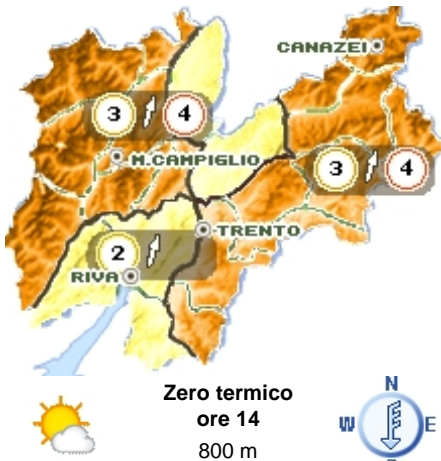 CANAZEI
3 4
M.CAMPIGLIO
3 4
TRENTO
2
RIVA
Zero termico
ore 14
800 m
N
W E